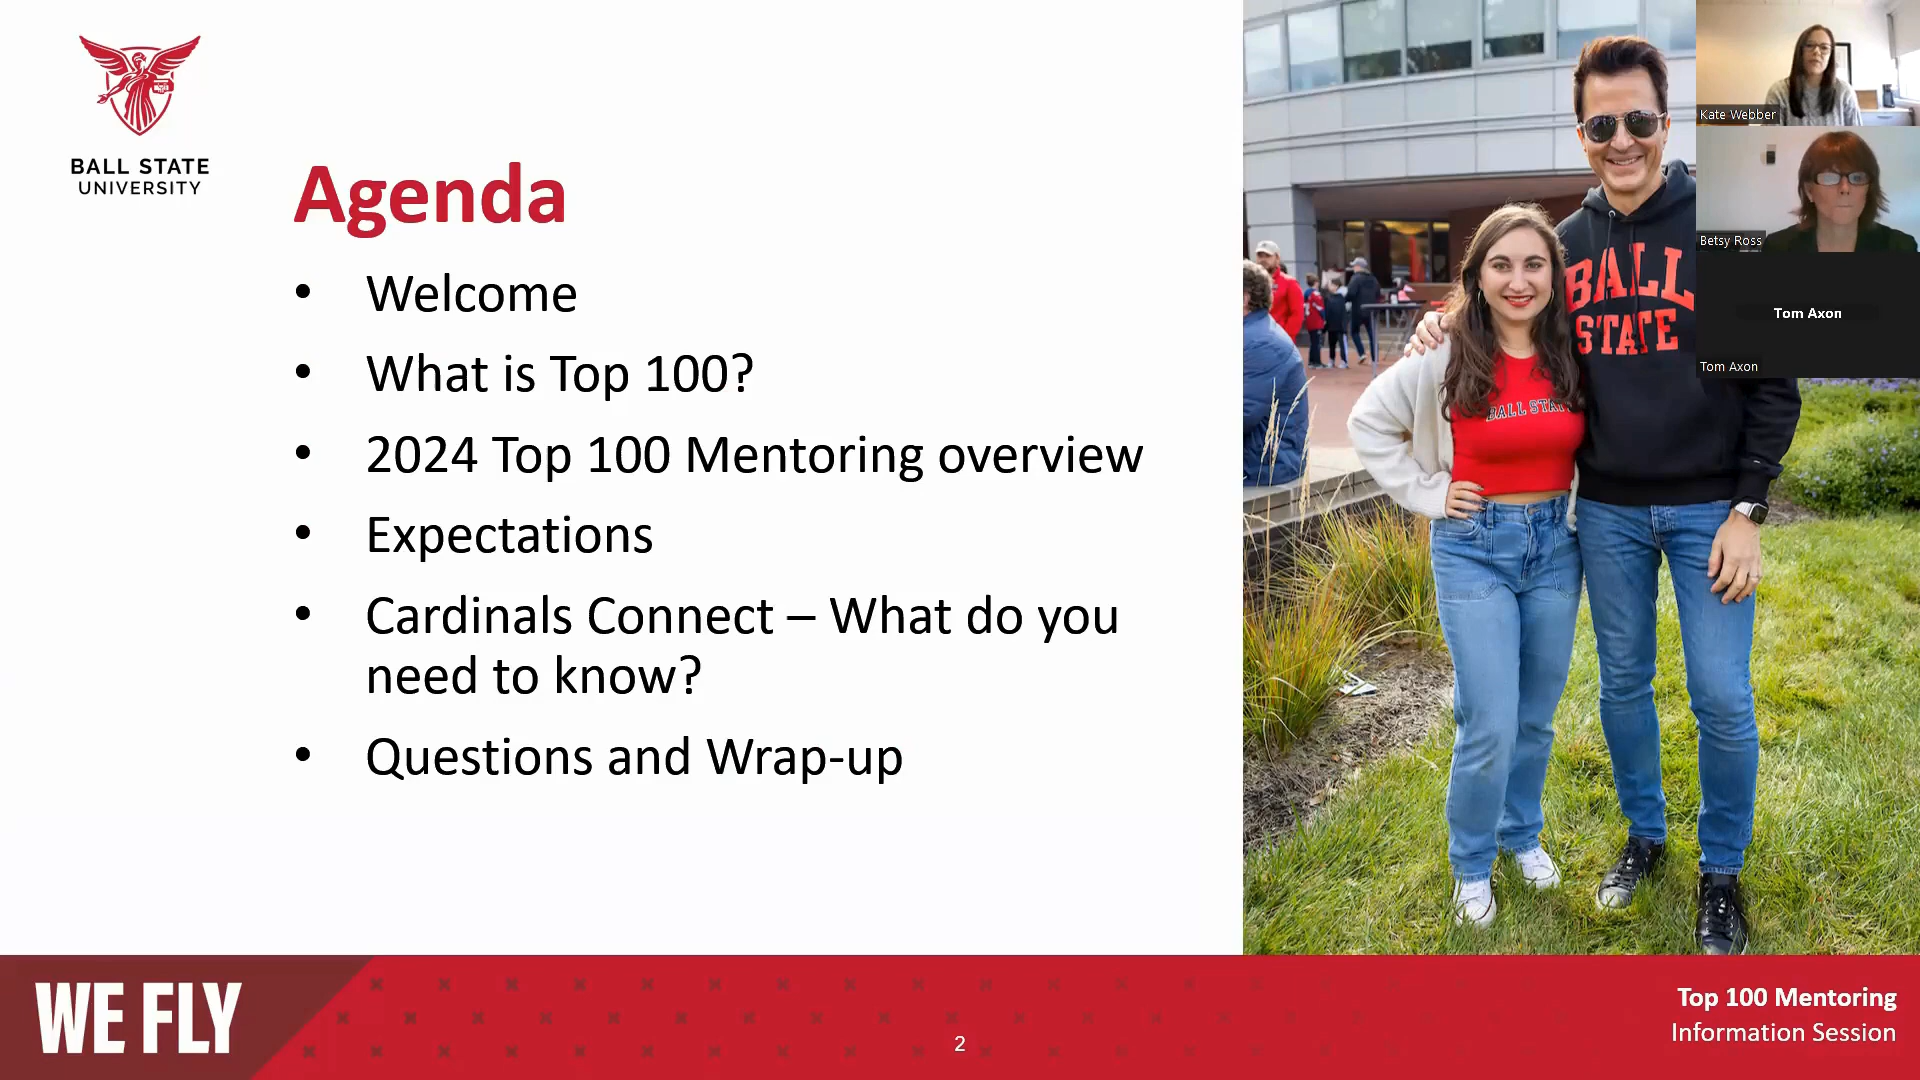 BALL STATE
UNIVERSITY
Agenda
• Welcome
• What is Top 100?
• 2024 Top 100 Mentoring overview
• Expectations
• Cardinals Connect – What do you
need to know?
• Questions and Wrap-up
BALL
STATE
BALL STATE
Kate Webber
Betsy Ross
Tom Axon
Tom Axon
WE FLY
2
Top 100 Mentoring
Information Session